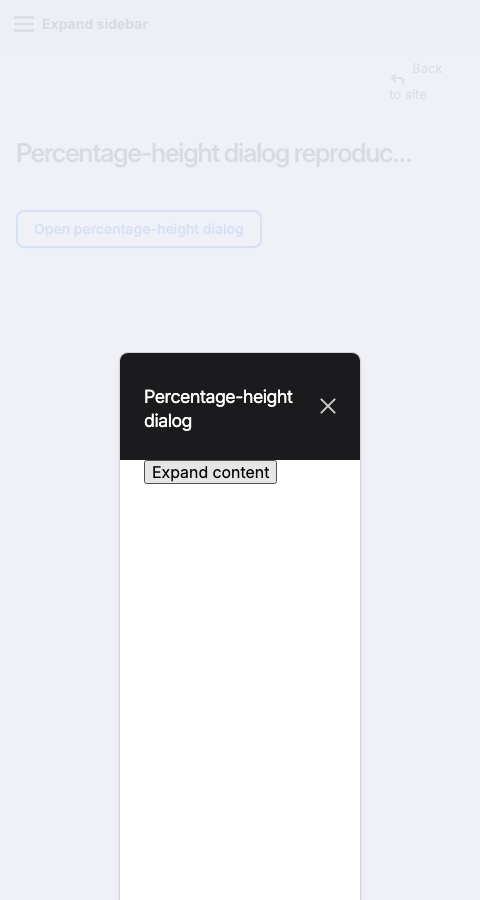 Expand sidebar
Back
to site
Percentage-height dialog reproduc...
Open percentage-height dialog
Percentage-height
dialog
Expand content